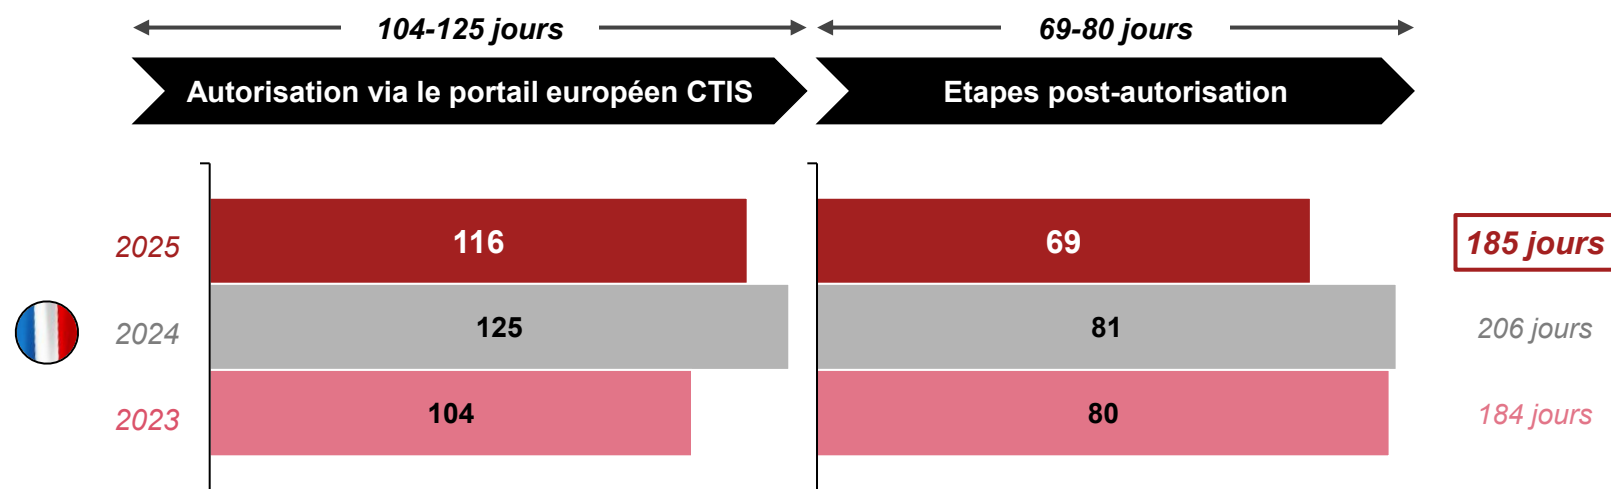 104-125 jours
69-80 jours
Autorisation via le portail européen CTIS
Etapes post-autorisation
2025
116
69
185 jours
2024
125
81
206 jours
2023
104
80
184 jours